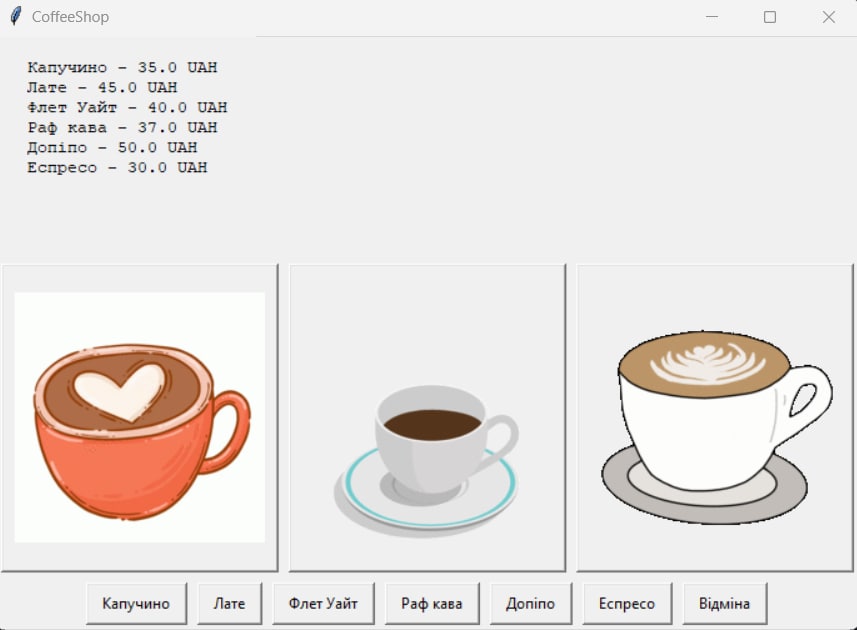 CoffeeShop
Капучино - 35.0 UAH
Лате - 45.0 UAH
Флет Уайт - 40.0 UAH
Раф кава - 37.0 UAH
Допіпо - 50.0 UAH
Еспресо - 30.0 UAH
Капучино Лате Флет Уайт Раф кава Допіпо Еспресо Відміна